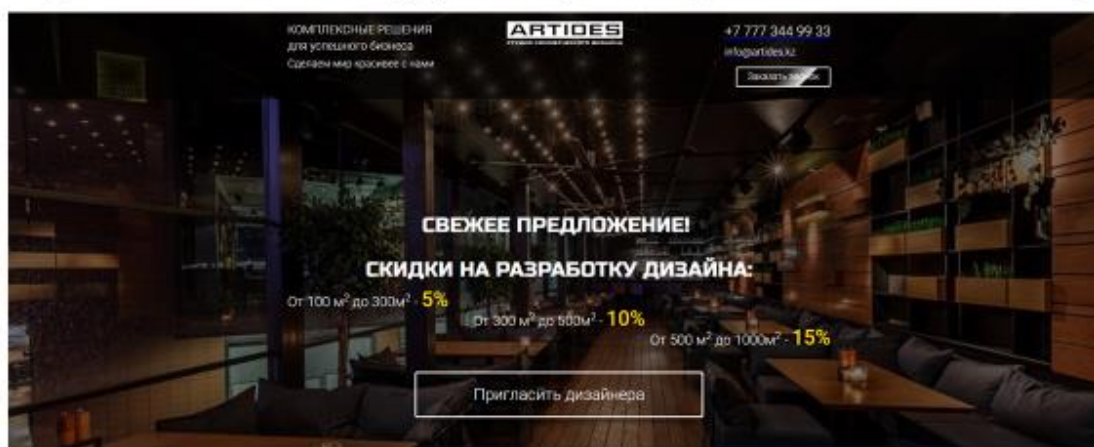 КОМПЛЕКСНЫЕ РЕШЕНИЯ
для успешного бизнеса
Сделаем мир красивее с нами
ARTIDES
+7 777 344 99 33
info@artides.kz
Заказать звонок
СВЕЖЕЕ ПРЕДЛОЖЕНИЕ!
СКИДКИ НА РАЗРАБОТКУ ДИЗАЙНА:
От 100 м² до 300м² - 5%
От 300 м² до 500м² - 10%
От 500 м² до 1000м² - 15%
Пригласить дизайнера